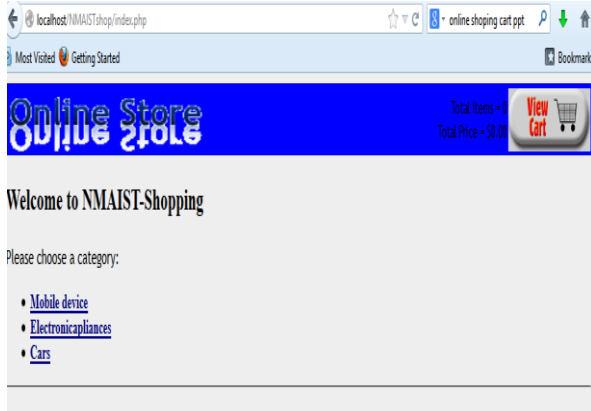 localhost/NMAISTshop/index.php
online shoping cart ppt
Most Visited Getting Started
Bookmark
Online Store
Total Items = 0
Total Price = $0.00
View Cart
Welcome to NMAIST-Shopping
Please choose a category:
Mobile device
Electronicapliances
Cars